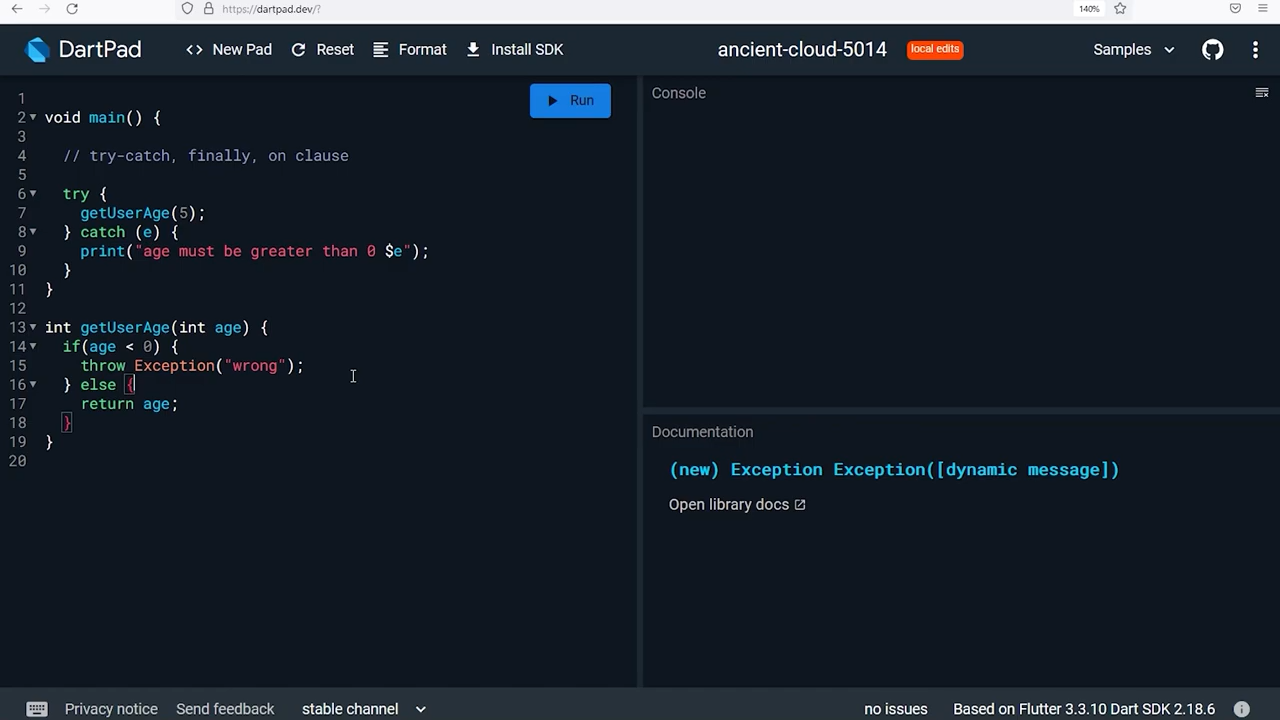 https://dartpad.dev/?
140%
DartPad
<> New Pad
Reset
Format
Install SDK
ancient-cloud-5014
local edits
Samples
Run
Console
1
2 void main() {
3
4 // try-catch, finally, on clause
5
6 try {
7 getUserAge(5);
8 } catch (e) {
9 print("age must be greater than 0 $e");
10 }
11 }
12
13 int getUserAge(int age) {
14 if(age < 0) {
15 throw Exception("wrong");
16 } else {
17 return age;
18 }
19 }
20
Documentation
(new) Exception Exception([dynamic message])
Open library docs
Privacy notice
Send feedback
stable channel
no issues
Based on Flutter 3.3.10 Dart SDK 2.18.6